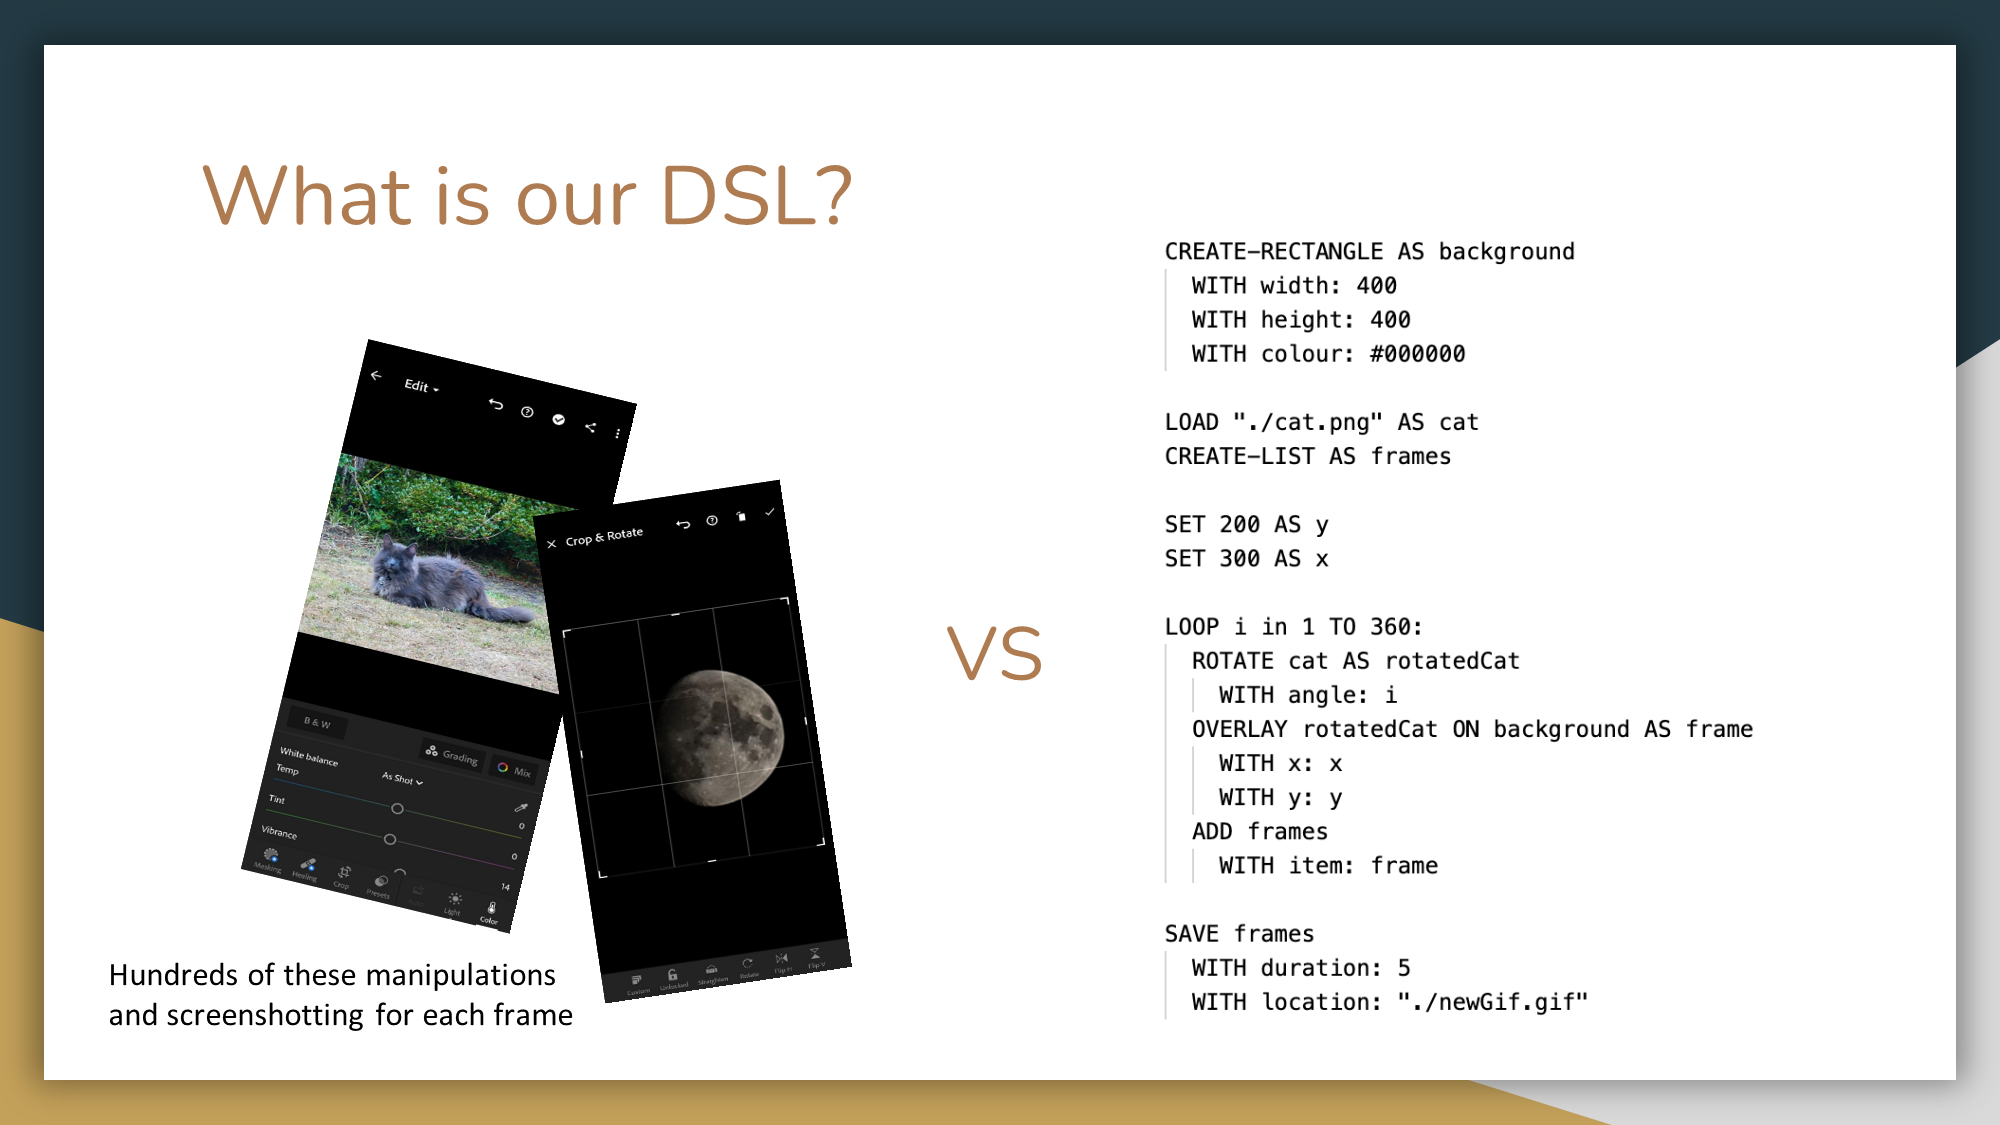 What is our DSL?
Edit
B & W
Grading
Mix
White balance
As Shot
Temp
0
Tint
0
Vibrance
14
Masking
Healing
Crop
Presets
Light
Color
Crop & Rotate
Custom
Unlocked
Straighten
Rotate
Flip H
Flip V
Hundreds of these manipulations
and screenshotting for each frame
VS
CREATE-RECTANGLE AS background
WITH width: 400
WITH height: 400
WITH colour: #000000
LOAD "./cat.png" AS cat
CREATE-LIST AS frames
SET 200 AS y
SET 300 AS x
LOOP i in 1 TO 360:
ROTATE cat AS rotatedCat
WITH angle: i
OVERLAY rotatedCat ON background AS frame
WITH x: x
WITH y: y
ADD frames
WITH item: frame
SAVE frames
WITH duration: 5
WITH location: "./newGif.gif"